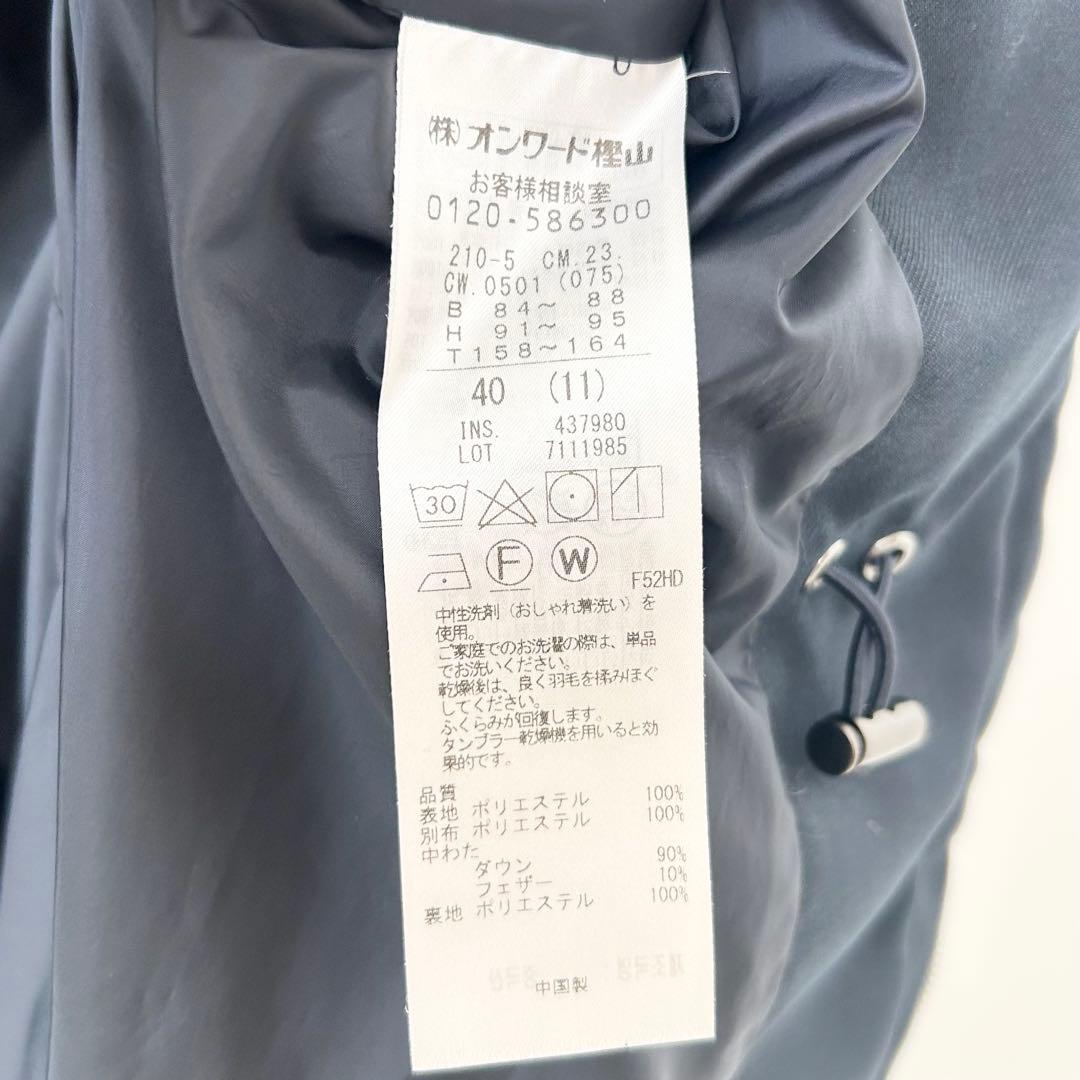 (株)オンワード樫山
お客様相談室
0120-586300
210-5 CM.23.
CW.0501 (075)
B 84~ 88
H 91~ 95
T158~164
40 (11)
INS. 437980
LOT 7111985
30
F W F52HD
中性洗剤(おしゃれ着洗い)を
使用。
ご家庭でのお洗濯の際は、単品
でお洗いください。
乾燥後は、良く羽毛を揉みほぐ
してください。
ふくらみが回復します。
タンブラー乾燥機を用いると効
果的です。
品質
表地 ポリエステル 100%
別布 ポリエステル 100%
中わた
ダウン 90%
フェザー 10%
裏地 ポリエステル 100%
中国製